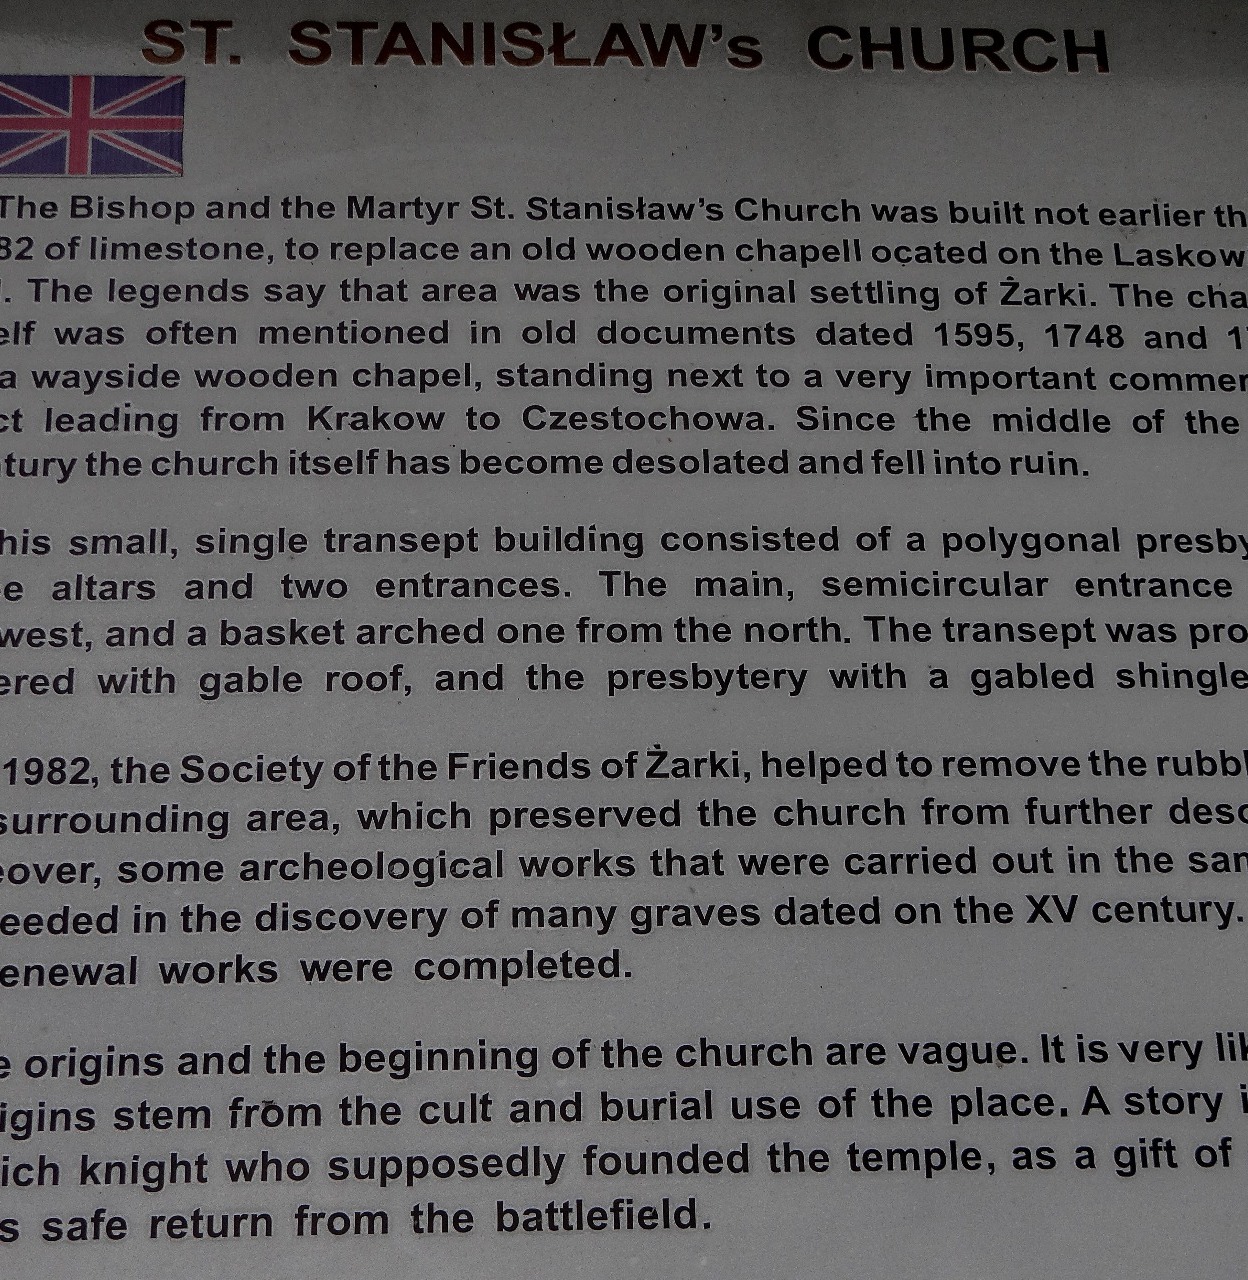 ST. STANISŁAW's CHURCH
The Bishop and the Martyr St. Stanisław's Church was built not earlier th
82 of limestone, to replace an old wooden chapell ocated on the Laskow
. The legends say that area was the original settling of Żarki. The cha
elf was often mentioned in old documents dated 1595, 1748 and 1
a wayside wooden chapel, standing next to a very important commer
ct leading from Krakow to Czestochowa. Since the middle of the
tury the church itself has become desolated and fell into ruin.
his small, single transept building consisted of a polygonal presby
e altars and two entrances. The main, semicircular entrance
west, and a basket arched one from the north. The transept was pro
ered with gable roof, and the presbytery with a gabled shingle
1982, the Society of the Friends of Żarki, helped to remove the rubbl
surrounding area, which preserved the church from further deso
eover, some archeological works that were carried out in the sam
eeded in the discovery of many graves dated on the XV century.
enewal works were completed.
e origins and the beginning of the church are vague. It is very lik
igins stem from the cult and burial use of the place. A story i
ich knight who supposedly founded the temple, as a gift of
s safe return from the battlefield.